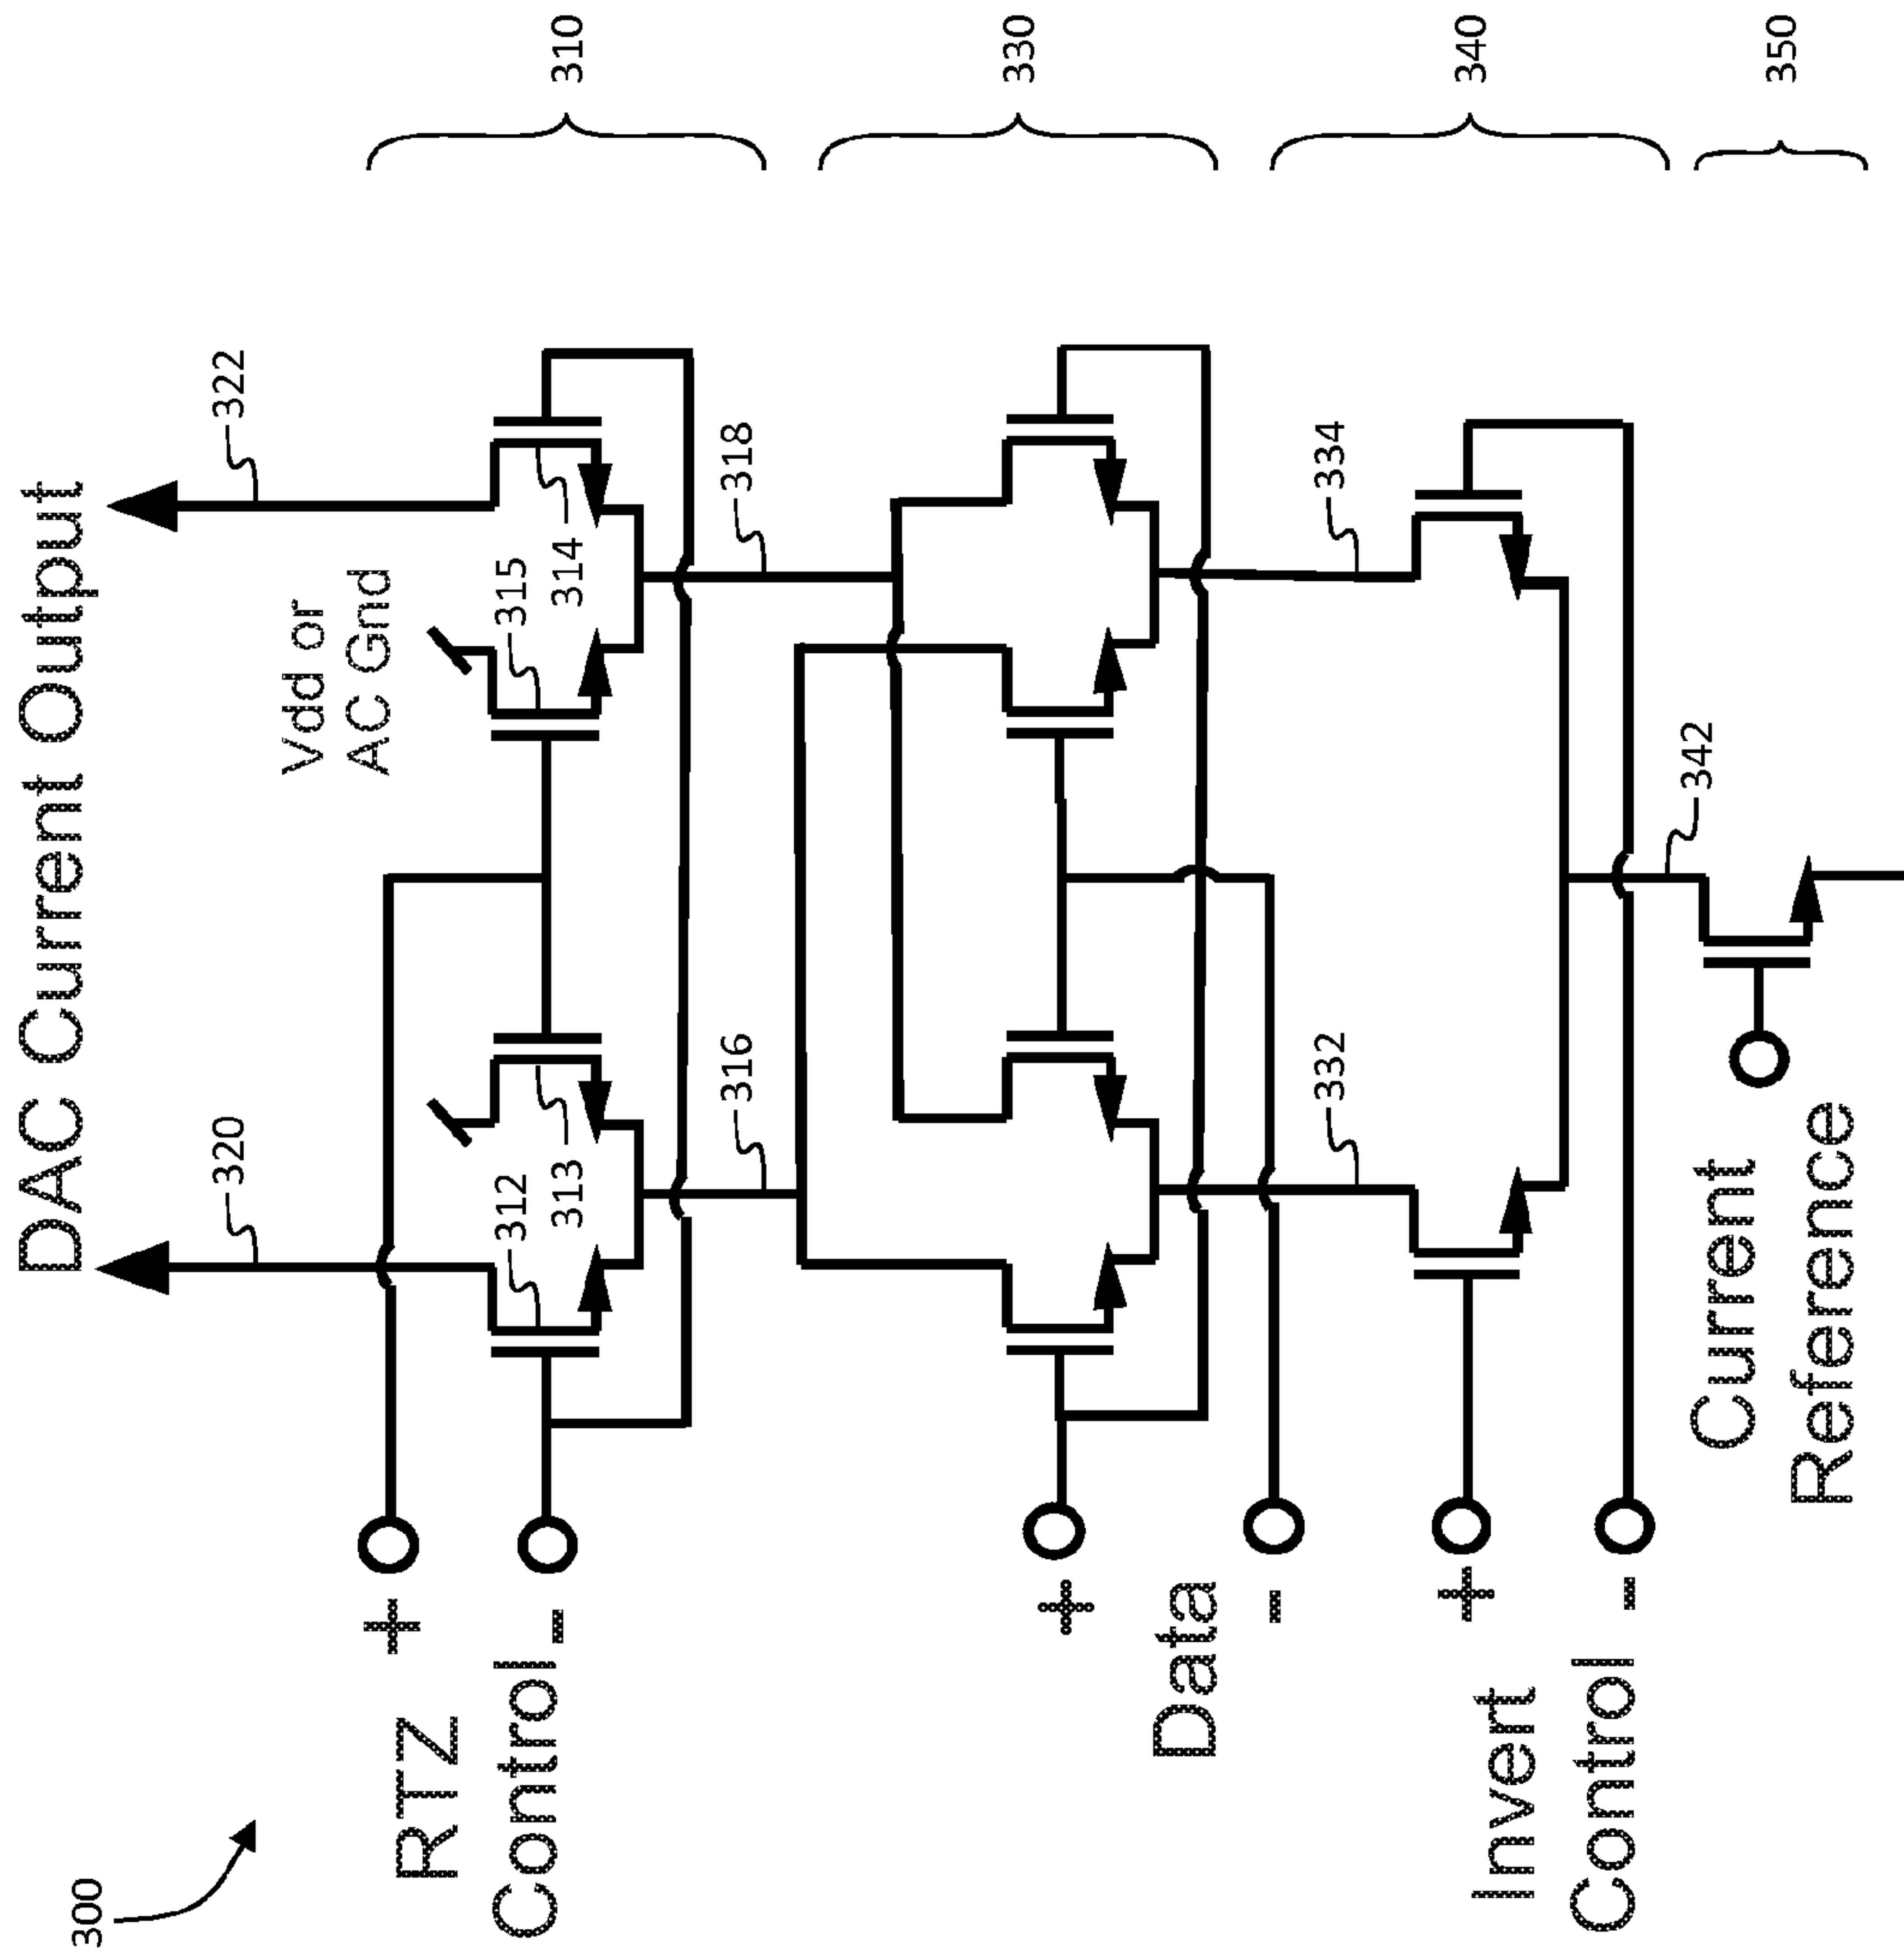 300
DAC Current Output
320
322
Vdd or
AC Gnd
RTZ
Control
+
-
312
313
315
314
310
316
318
Data
+
-
330
332
334
Invert
Control
+
-
340
342
Current
Reference
350